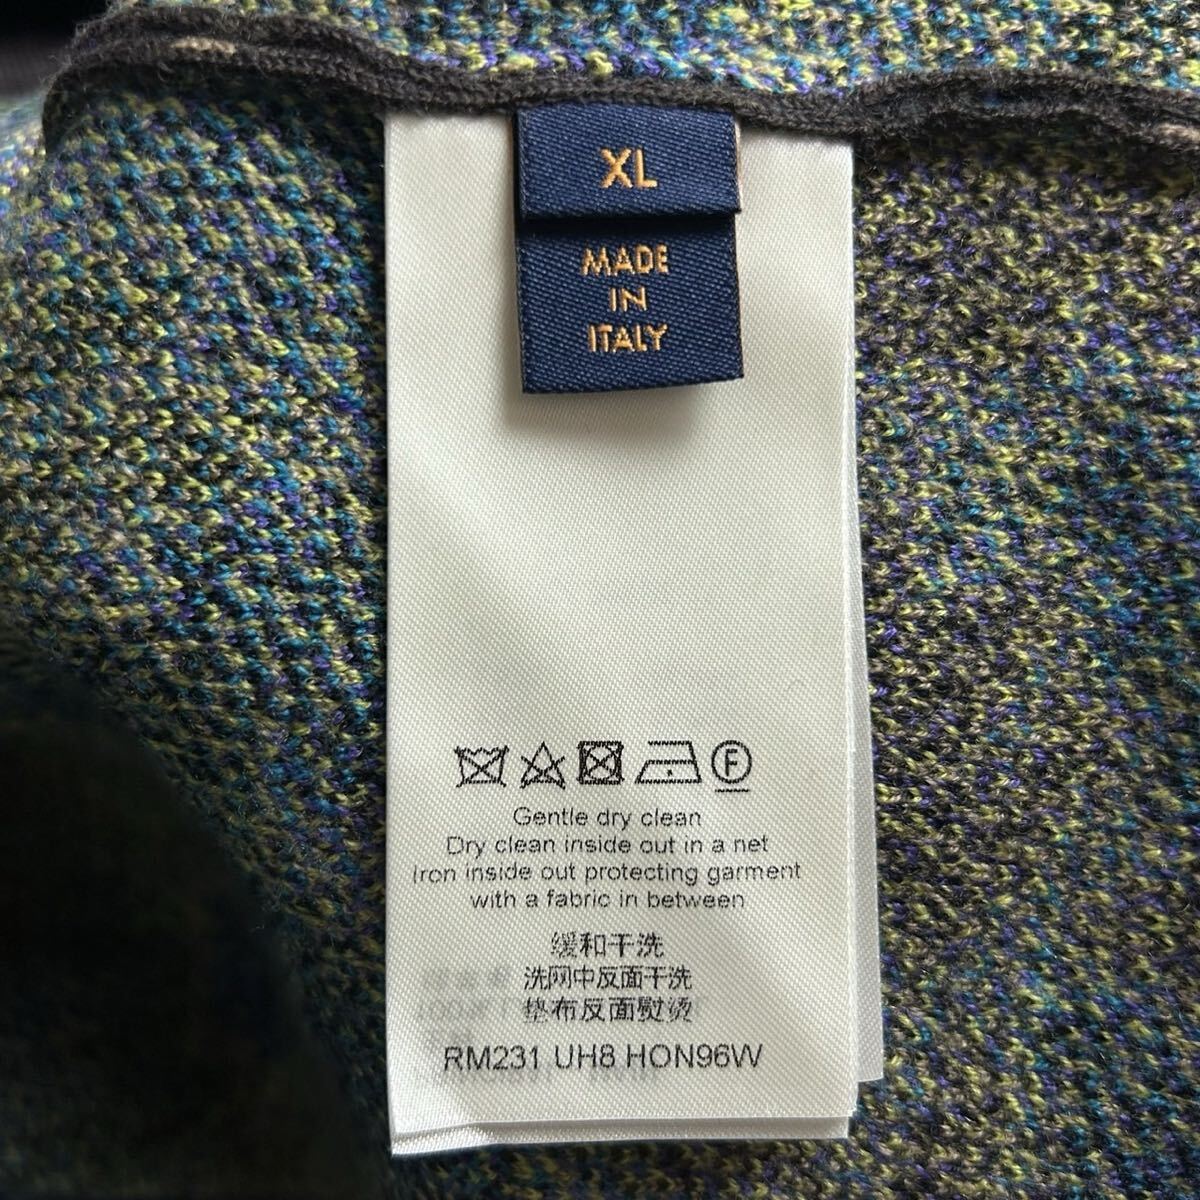 XL
MADE
IN
ITALY
F
Gentle dry clean
Dry clean inside out in a net
Iron inside out protecting garment
with a fabric in between
缓和干洗
洗网中反面干洗
垫布反面熨烫
RM231 UH8 HON96W